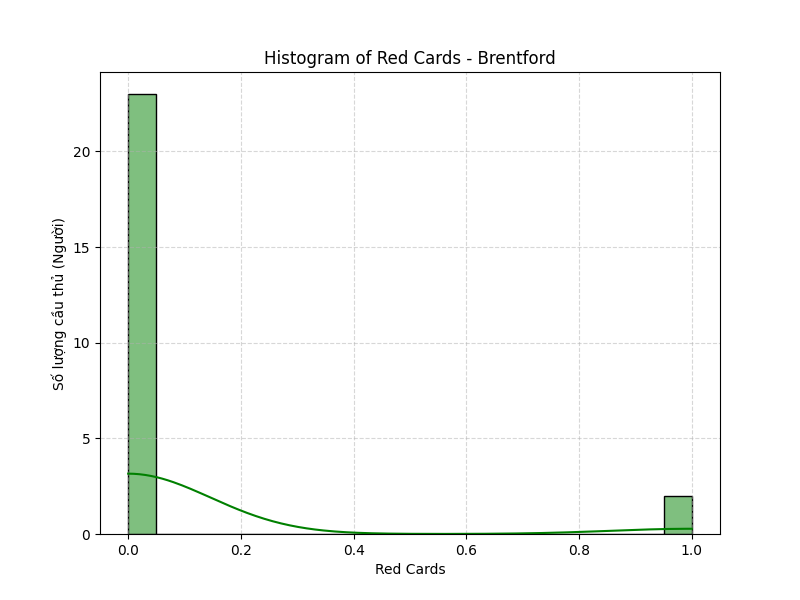 Histogram of Red Cards - Brentford
Số lượng cầu thủ (Người)
20
15
10
5
0
0.0 0.2 0.4 0.6 0.8 1.0
Red Cards